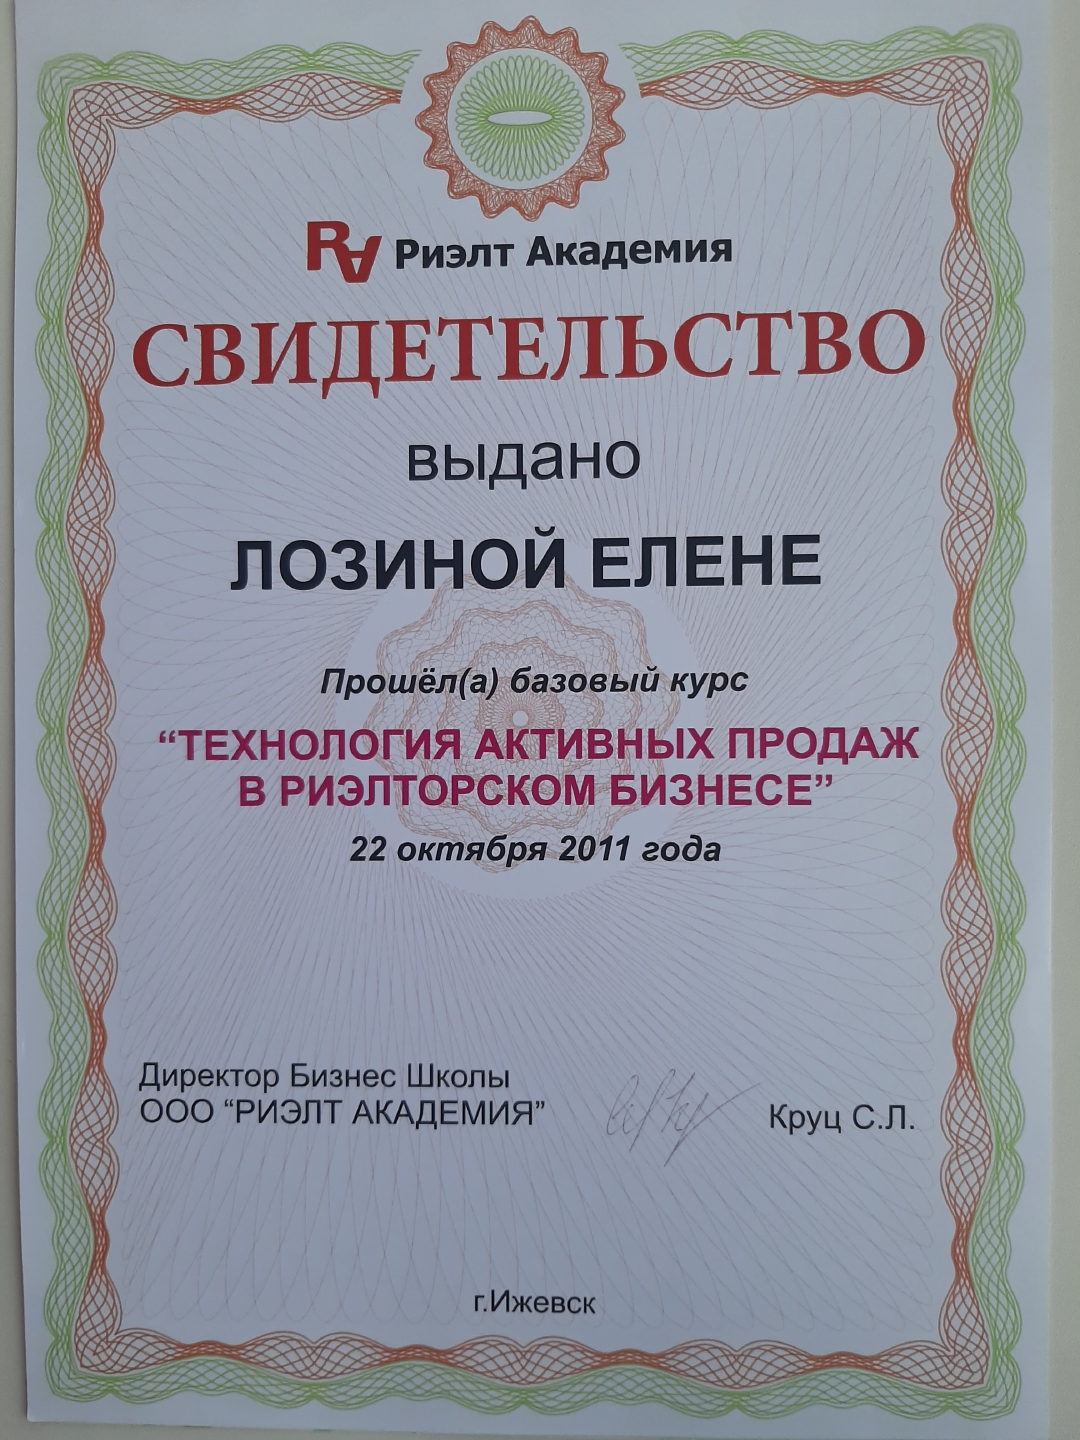 RA Риэлт Академия
СВИДЕТЕЛЬСТВО
выдано
ЛОЗИНОЙ ЕЛЕНЕ
Прошёл(а) базовый курс
“ТЕХНОЛОГИЯ АКТИВНЫХ ПРОДАЖ
В РИЭЛТОРСКОМ БИЗНЕСЕ”
22 октября 2011 года
Директор Бизнес Школы
ООО “РИЭЛТ АКАДЕМИЯ”
Круц С.Л.
г.Ижевск